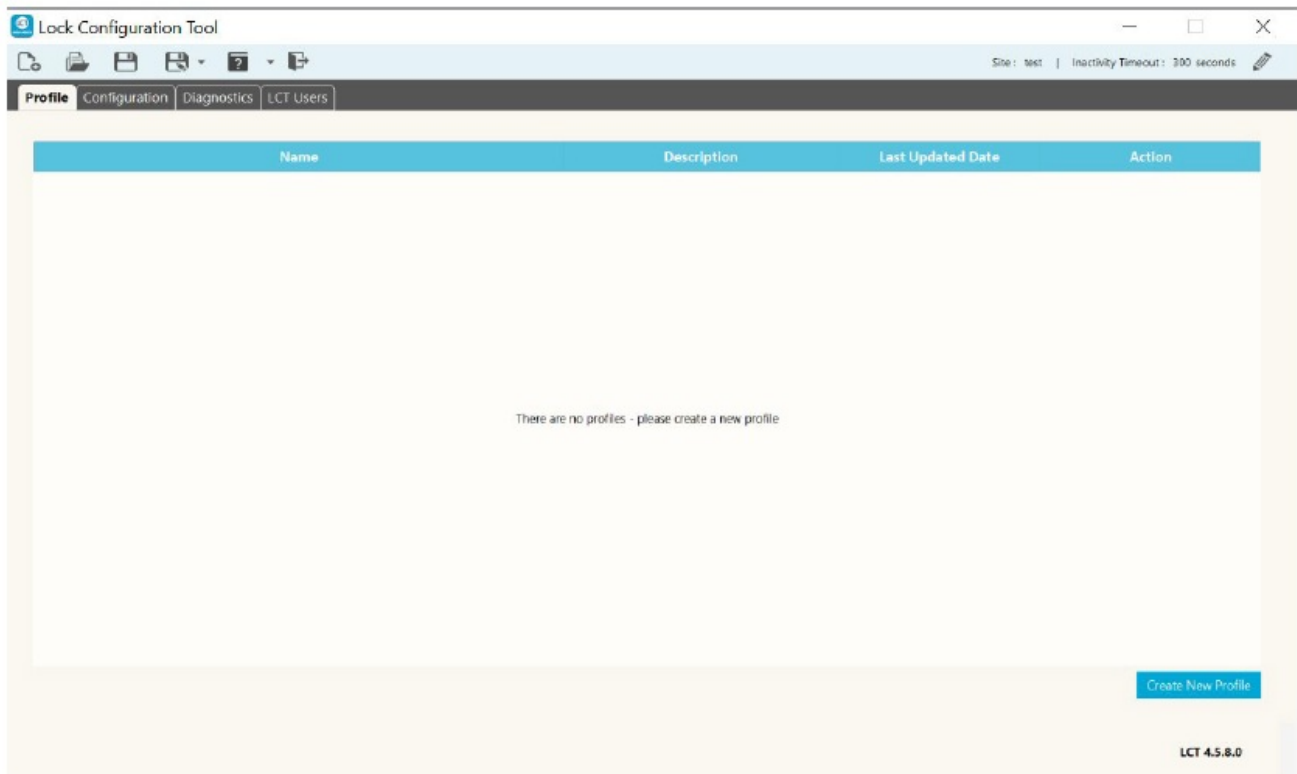 Lock Configuration Tool
Site: test | Inactivity Timeout: 300 seconds
Profile Configuration Diagnostics LCT Users
Name Description Last Updated Date Action
There are no profiles - please create a new profile
Create New Profile
LCT 4.5.8.0